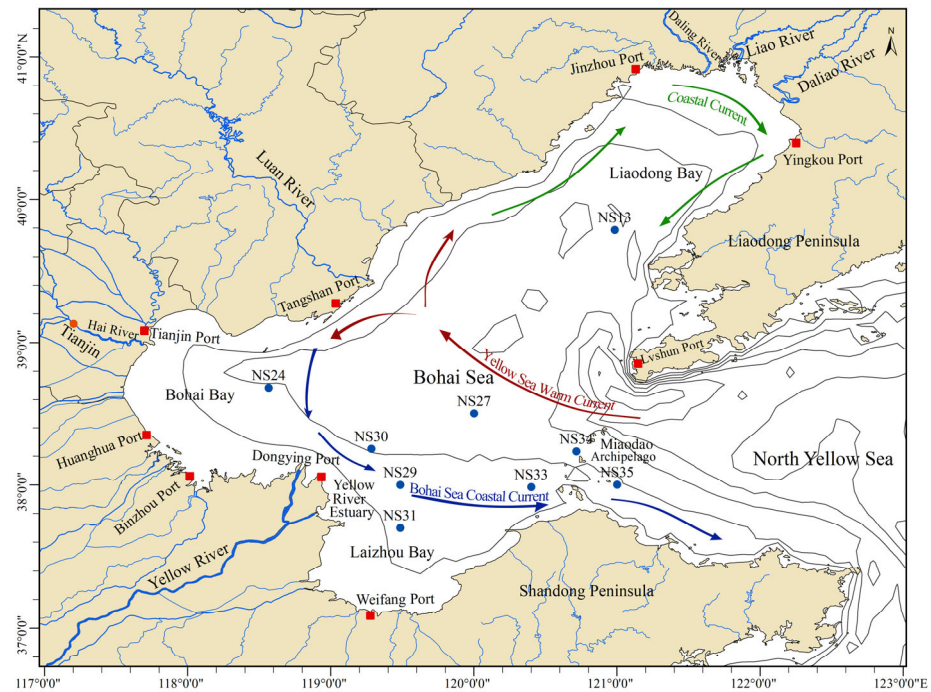 N
Daling River
Liao River
Daliao River
Jinzhou Port
Coastal Current
Yingkou Port
Liaodong Bay
Luan River
NS13
Liaodong Peninsula
Tangshan Port
Hai River
Tianjin Port
Tianjin
Lvshun Port
Yellow Sea Warm Current
NS24
Bohai Sea
Bohai Bay
NS27
Huanghua Port
NS30
NS34
Miaodao
Archipelago
North Yellow Sea
Dongying Port
NS29
NS33
NS35
Binzhou Port
Yellow
River
Estuary
Bohai Sea Coastal Current
NS31
Laizhou Bay
Yellow River
Weifang Port
Shandong Peninsula
41°0'0"N
40°0'0"
39°0'0"
38°0'0"
37°0'0"
117°0'0"
118°0'0"
119°0'0"
120°0'0"
121°0'0"
122°0'0"
123°0'0"E